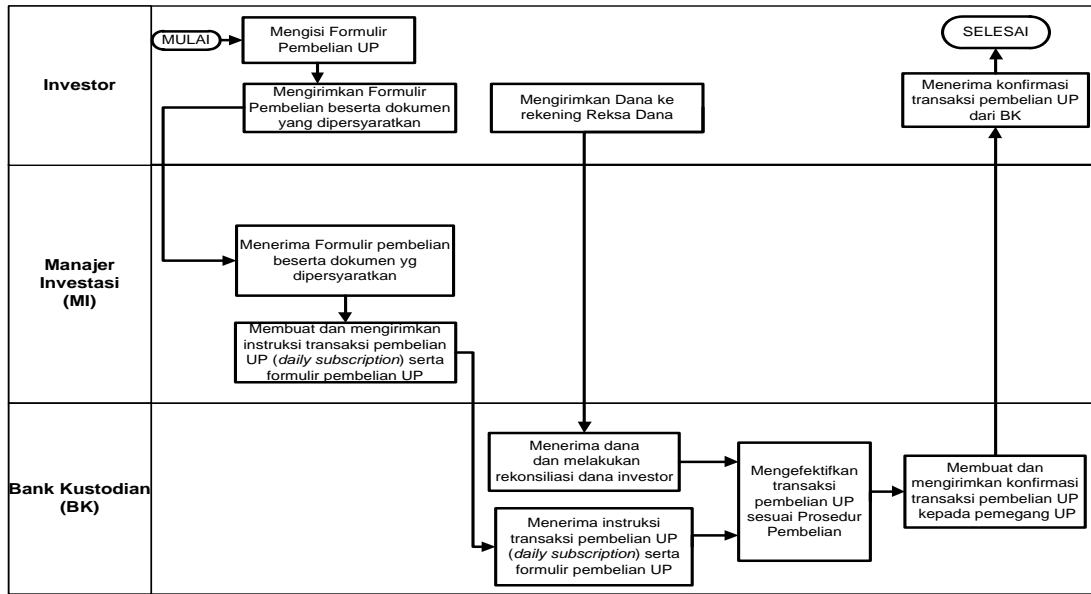 MULAI
Mengisi Formulir
Pembelian UP
SELESAI
Investor
Mengirimkan Formulir
Pembelian beserta dokumen
yang dipersyaratkan
Mengirimkan Dana ke
rekening Reksa Dana
Menerima konfirmasi
transaksi pembelian UP
dari BK
Manajer
Investasi
(MI)
Menerima Formulir pembelian
beserta dokumen yg
dipersyaratkan
Membuat dan mengirimkan
instruksi transaksi pembelian
UP (daily subscription) serta
formulir pembelian UP
Bank Kustodian
(BK)
Menerima dana
dan melakukan
rekonsiliasi dana investor
Menerima instruksi
transaksi pembelian UP
(daily subscription) serta
formulir pembelian UP
Mengefektifkan
transaksi
pembelian UP
sesuai Prosedur
Pembelian
Membuat dan
mengirimkan konfirmasi
transaksi pembelian UP
kepada pemegang UP